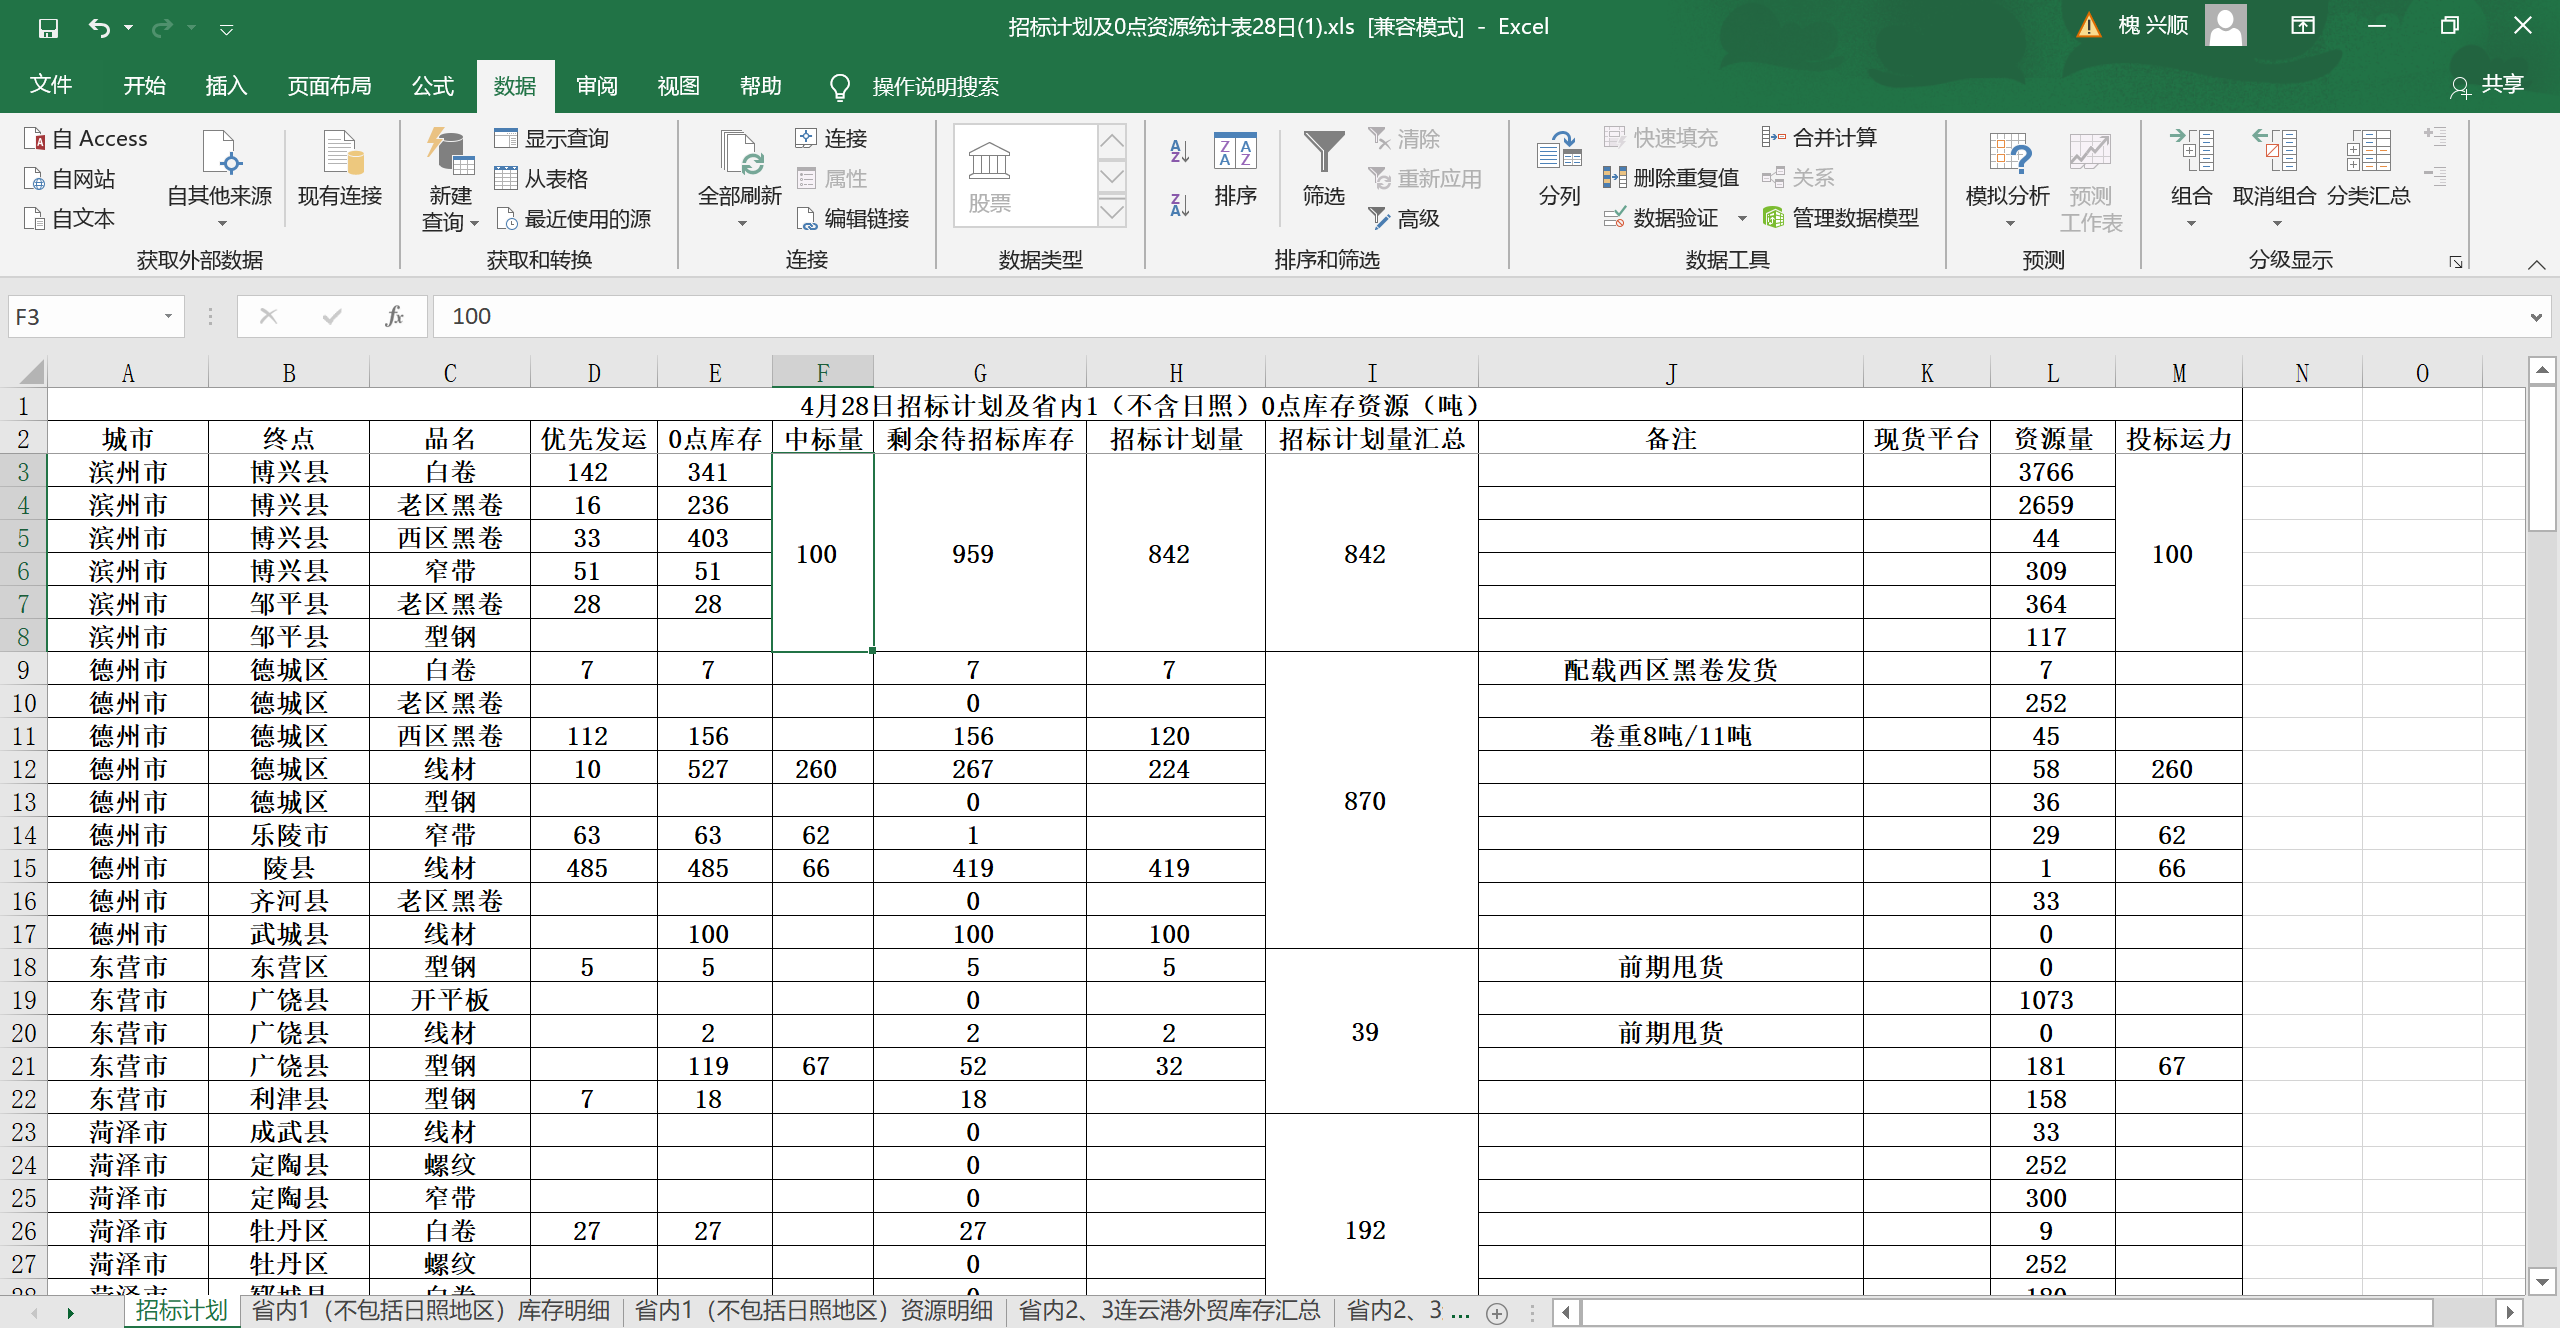 招标计划及0点资源统计表28日(1).xls [兼容模式] - Excel
槐 兴顺
文件 开始 插入 页面布局 公式 数据 审阅 视图 帮助 操作说明搜索 共享
自 Access
自网站
自文本
自其他来源
现有连接
获取外部数据
新建
查询
显示查询
从表格
最近使用的源
获取和转换
全部刷新
连接
属性
编辑链接
连接
股票
数据类型
排序
筛选
清除
重新应用
高级
排序和筛选
分列
快速填充
删除重复值
数据验证
合并计算
关系
管理数据模型
数据工具
模拟分析
预测
工作表
预测
组合
取消组合
分类汇总
分级显示
F3 fx 100
A B C D E F G H I J K L M N O
1 4月28日招标计划及省内1（不含日照）0点库存资源（吨）
2 城市 终点 品名 优先发运 0点库存 中标量 剩余待招标库存 招标计划量 招标计划量汇总 备注 现货平台 资源量 投标运力
3 滨州市 博兴县 白卷 142 341 3766
4 滨州市 博兴县 老区黑卷 16 236 2659
5 滨州市 博兴县 西区黑卷 33 403 44
100 959 842 842 100
6 滨州市 博兴县 窄带 51 51 309
7 滨州市 邹平县 老区黑卷 28 28 364
8 滨州市 邹平县 型钢 117
9 德州市 德城区 白卷 7 7 7 7 配载西区黑卷发货 7
10 德州市 德城区 老区黑卷 0 252
11 德州市 德城区 西区黑卷 112 156 156 120 卷重8吨/11吨 45
12 德州市 德城区 线材 10 527 260 267 224 58 260
13 德州市 德城区 型钢 0 870 36
14 德州市 乐陵市 窄带 63 63 62 1 29 62
15 德州市 陵县 线材 485 485 66 419 419 1 66
16 德州市 齐河县 老区黑卷 0 33
17 德州市 武城县 线材 100 100 100 0
18 东营市 东营区 型钢 5 5 5 5 前期甩货 0
19 东营市 广饶县 开平板 0 1073
20 东营市 广饶县 线材 2 2 2 39 前期甩货 0
21 东营市 广饶县 型钢 119 67 52 32 181 67
22 东营市 利津县 型钢 7 18 18 158
23 菏泽市 成武县 线材 0 33
24 菏泽市 定陶县 螺纹 0 252
25 菏泽市 定陶县 窄带 0 300
26 菏泽市 牡丹区 白卷 27 27 27 192 9
27 菏泽市 牡丹区 螺纹 0 252
招标计划 省内1（不包括日照地区）库存明细 省内1（不包括日照地区）资源明细 省内2、3连云港外贸库存汇总 省内2、3 ...